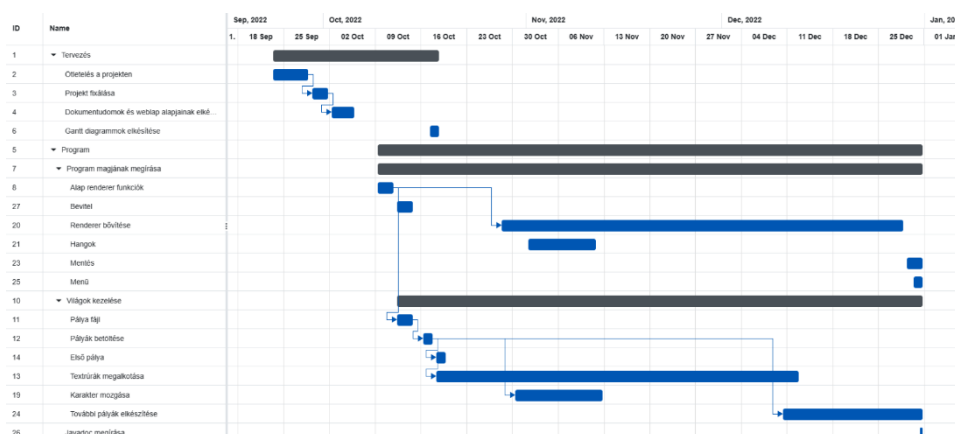 ID Name Sep, 2022 Oct, 2022 Nov, 2022 Dec, 2022 Jan, 20
1. 18 Sep 25 Sep 02 Oct 09 Oct 16 Oct 23 Oct 30 Oct 06 Nov 13 Nov 20 Nov 27 Nov 04 Dec 11 Dec 18 Dec 25 Dec 01 Jan
1 Tervezés
2 Ötletelés a projekten
3 Projekt fixálása
4 Dokumentudomok és weblap alapjainak elké...
6 Gantt diagrammok elkésítése
5 Program
7 Program magjának megírása
8 Alap renderer funkciók
27 Bevitel
20 Renderer bővítése
21 Hangok
23 Mentés
25 Menü
10 Világok kezelése
11 Pálya fájl
12 Pályák betöltése
14 Első pálya
13 Textrúrák megalkotása
19 Karakter mozgása
24 További pályák elkészítése
26 Javadoc megírása